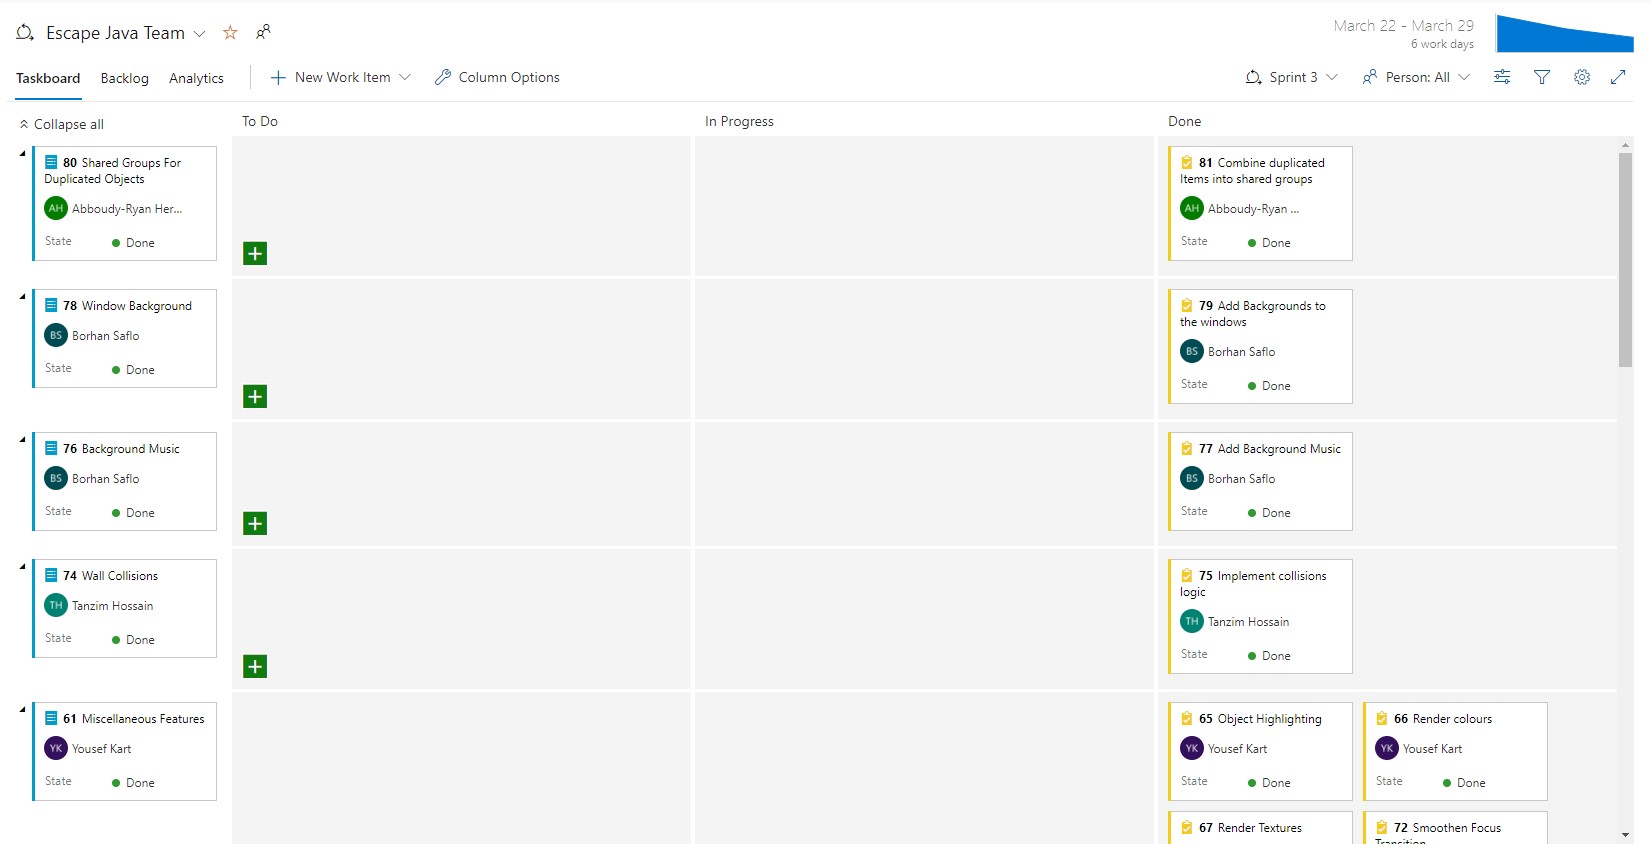 Escape Java Team
March 22 - March 29
6 work days
Taskboard Backlog Analytics New Work Item Column Options Sprint 3 Person: All
Collapse all To Do In Progress Done
80 Shared Groups For
Duplicated Objects
AH Abboudy-Ryan Her...
State Done
81 Combine duplicated
Items into shared groups
AH Abboudy-Ryan ...
State Done
78 Window Background
BS Borhan Saflo
State Done
79 Add Backgrounds to
the windows
BS Borhan Saflo
State Done
76 Background Music
BS Borhan Saflo
State Done
77 Add Background Music
BS Borhan Saflo
State Done
74 Wall Collisions
TH Tanzim Hossain
State Done
75 Implement collisions
logic
TH Tanzim Hossain
State Done
61 Miscellaneous Features
YK Yousef Kart
State Done
65 Object Highlighting
YK Yousef Kart
State Done
66 Render colours
YK Yousef Kart
State Done
67 Render Textures
72 Smoothen Focus
Transition